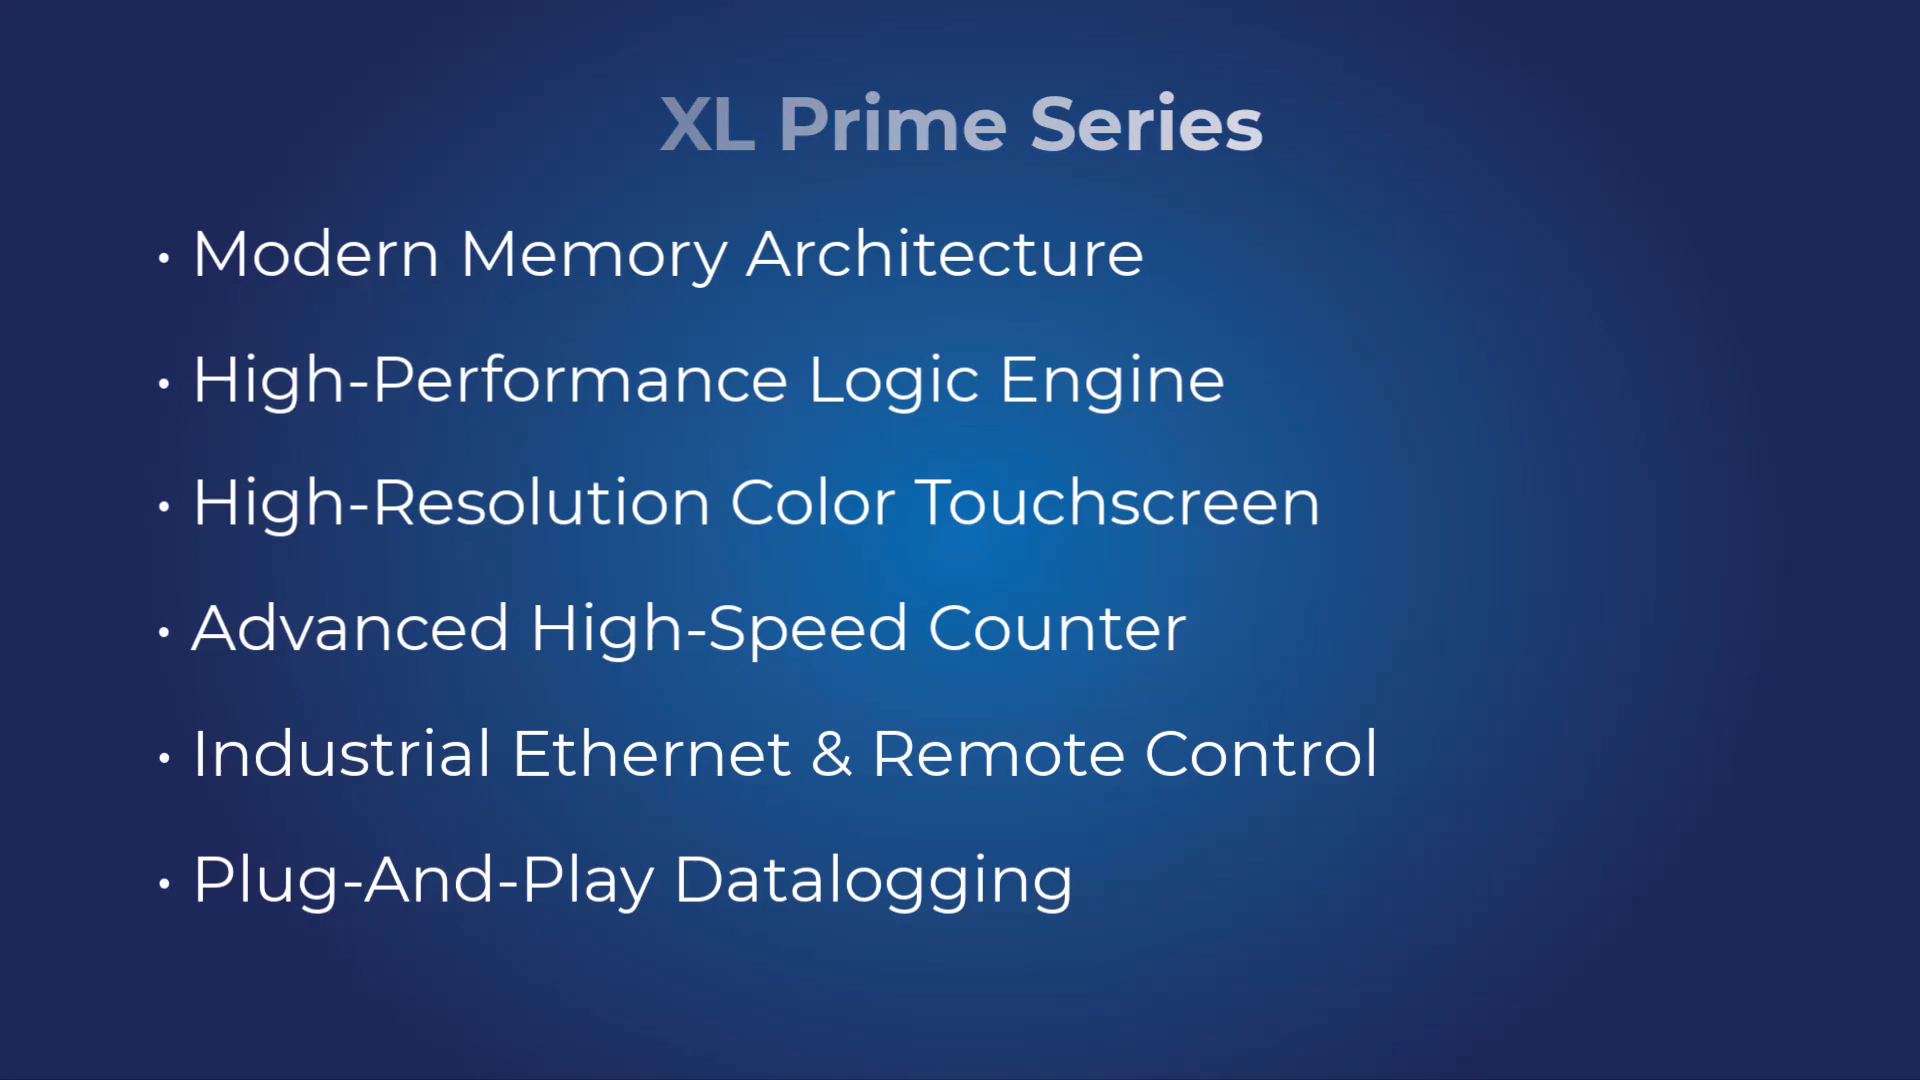 XL Prime Series
• Modern Memory Architecture
• High-Performance Logic Engine
• High-Resolution Color Touchscreen
• Advanced High-Speed Counter
• Industrial Ethernet & Remote Control
• Plug-And-Play Datalogging